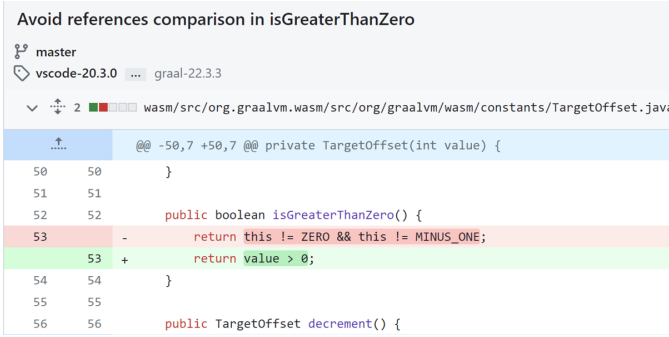 Avoid references comparison in isGreaterThanZero
master
vscode-20.3.0 ... graal-22.3.3
2 wasm/src/org.graalvm.wasm/src/org/graalvm/wasm/constants/TargetOffset.java
@@ -50,7 +50,7 @@ private TargetOffset(int value) {
50 50 }
51 51
52 52 public boolean isGreaterThanZero() {
53 - return this != ZERO && this != MINUS_ONE;
53 + return value > 0;
54 54 }
55 55
56 56 public TargetOffset decrement() {